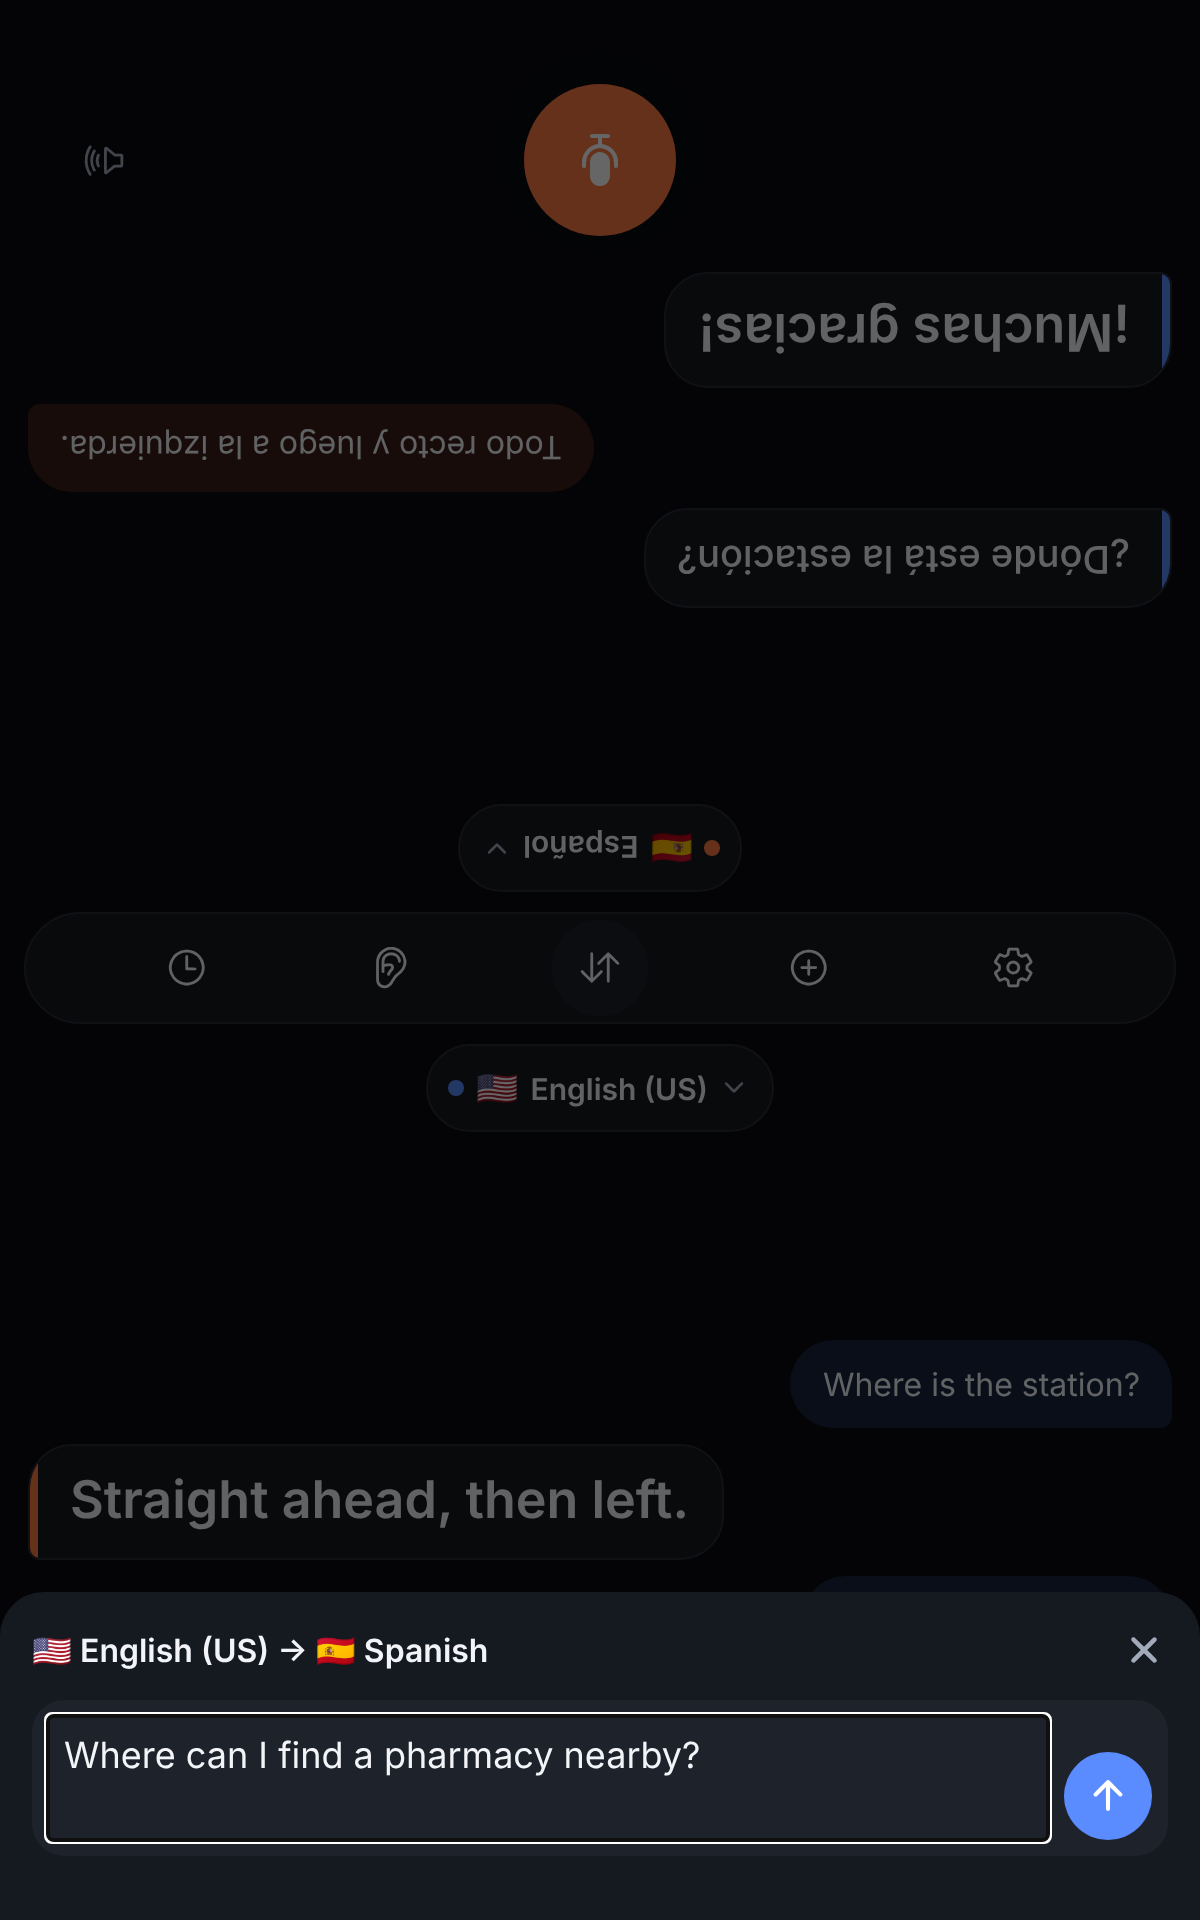 ¡Muchas gracias!
Todo recto y luego a la izquierda.
¿Dónde está la estación?
Español
English (US)
Where is the station?
Straight ahead, then left.
English (US) → Spanish
Where can I find a pharmacy nearby?